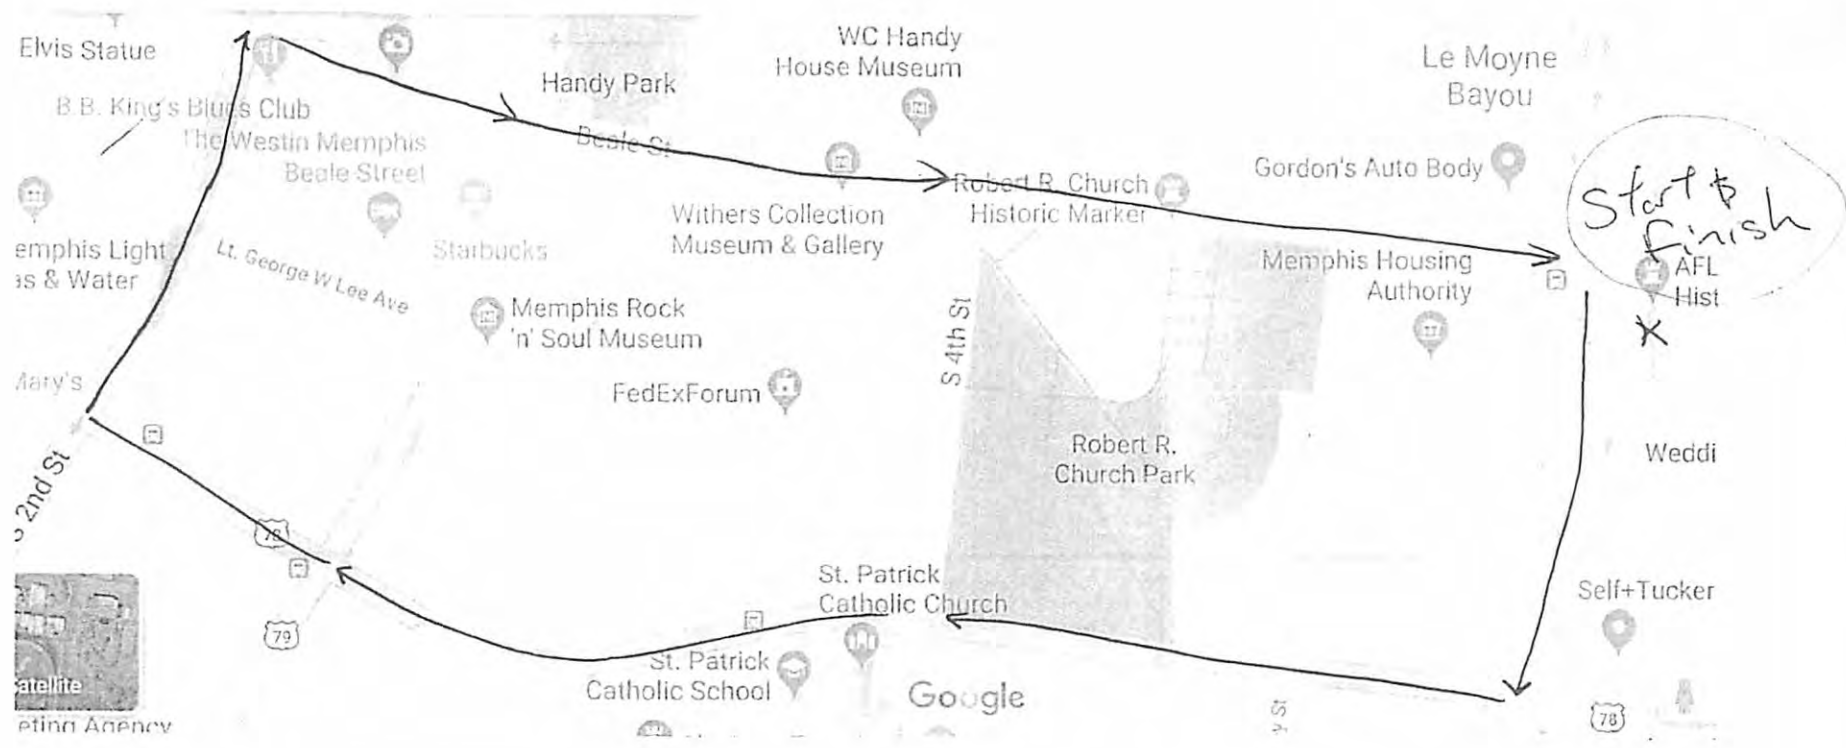 Elvis Statue
B.B. King's Blues Club
The Westin Memphis
Beale Street
Handy Park
Beale St
WC Handy
House Museum
Le Moyne
Bayou
Gordon's Auto Body
Start &
Finish
AFL
Hist
Robert R. Church
Historic Marker
Withers Collection
Museum & Gallery
Starbucks
emphis Light
as & Water
Lt. George W Lee Ave
Memphis Housing
Authority
Memphis Rock
'n' Soul Museum
S 4th St
FedExForum
Mary's
Robert R.
Church Park
Weddi
2nd St
78
79
St. Patrick
Catholic Church
Self+Tucker
St. Patrick
Catholic School
Google
78
atellite
eting Agency